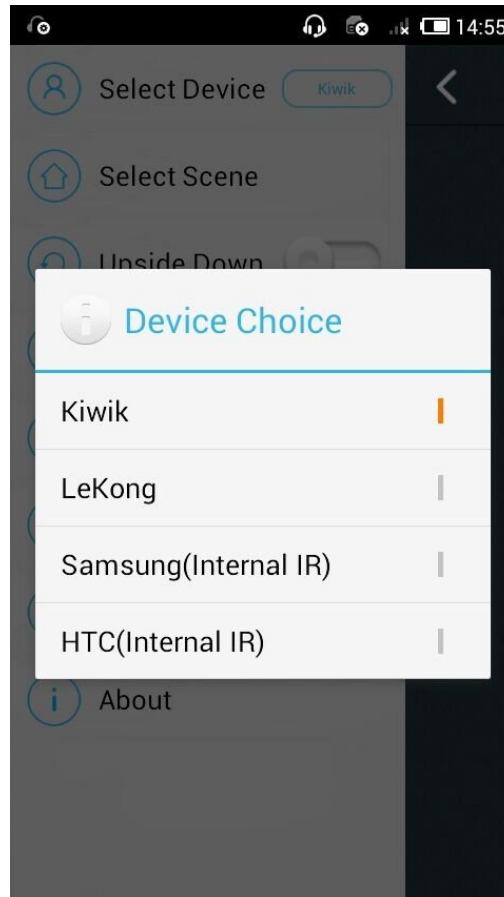 14:55
Select Device Kiwik
Select Scene
Upside Down
Device Choice
Kiwik
LeKong
Samsung(Internal IR)
HTC(Internal IR)
About